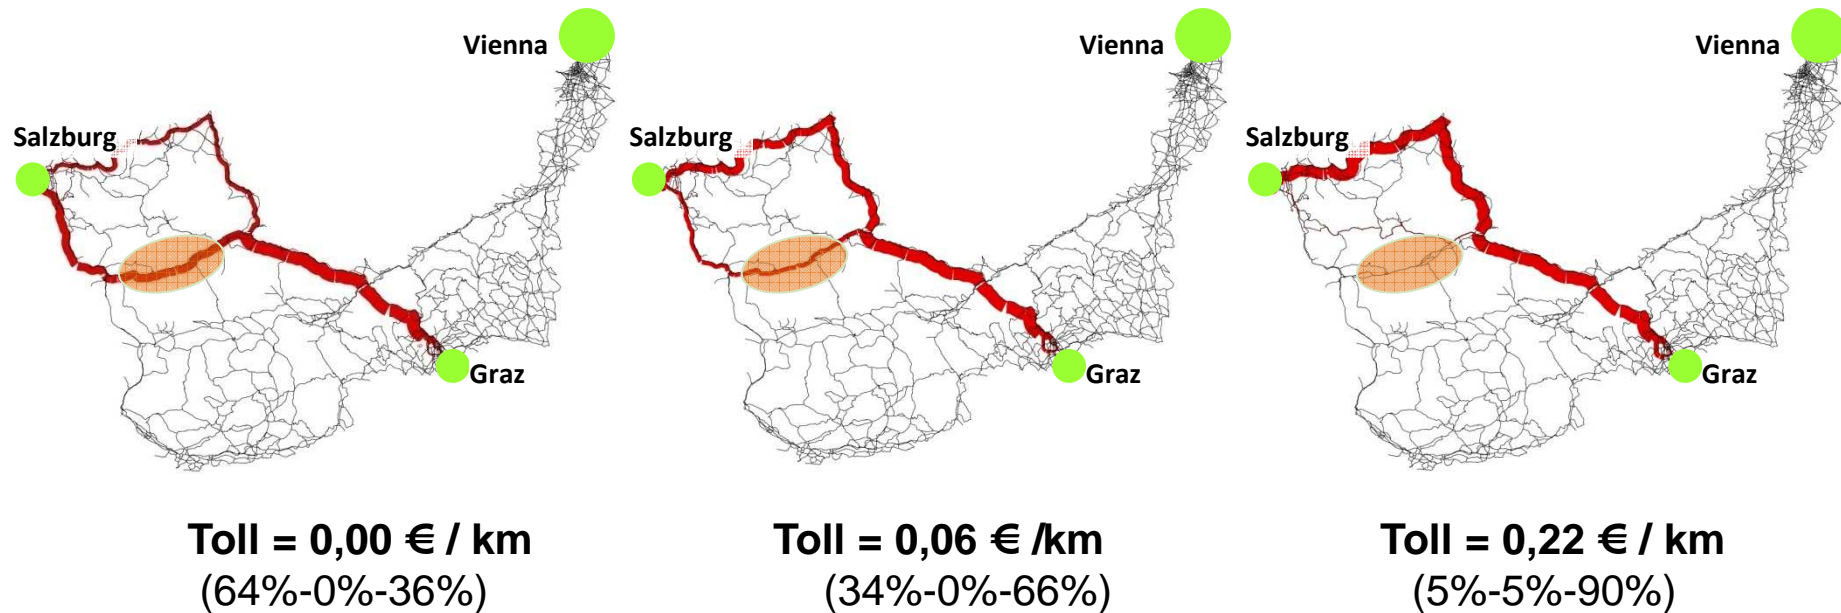 Vienna
Salzburg
Graz
Toll = 0,00 € / km
(64%-0%-36%)
Vienna
Salzburg
Graz
Toll = 0,06 € /km
(34%-0%-66%)
Vienna
Salzburg
Graz
Toll = 0,22 € / km
(5%-5%-90%)